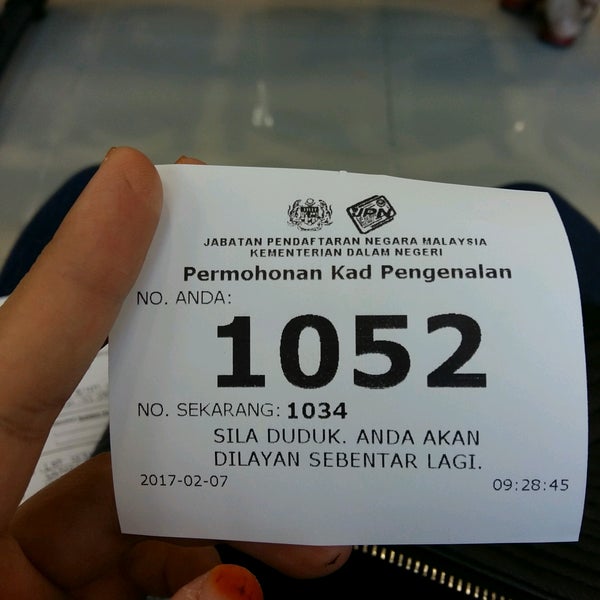 JPN
JABATAN PENDAFTARAN NEGARA MALAYSIA
KEMENTERIAN DALAM NEGERI
Permohonan Kad Pengenalan
NO. ANDA:
1052
NO. SEKARANG: 1034
SILA DUDUK. ANDA AKAN
DILAYAN SEBENTAR LAGI.
2017-02-07 09:28:45